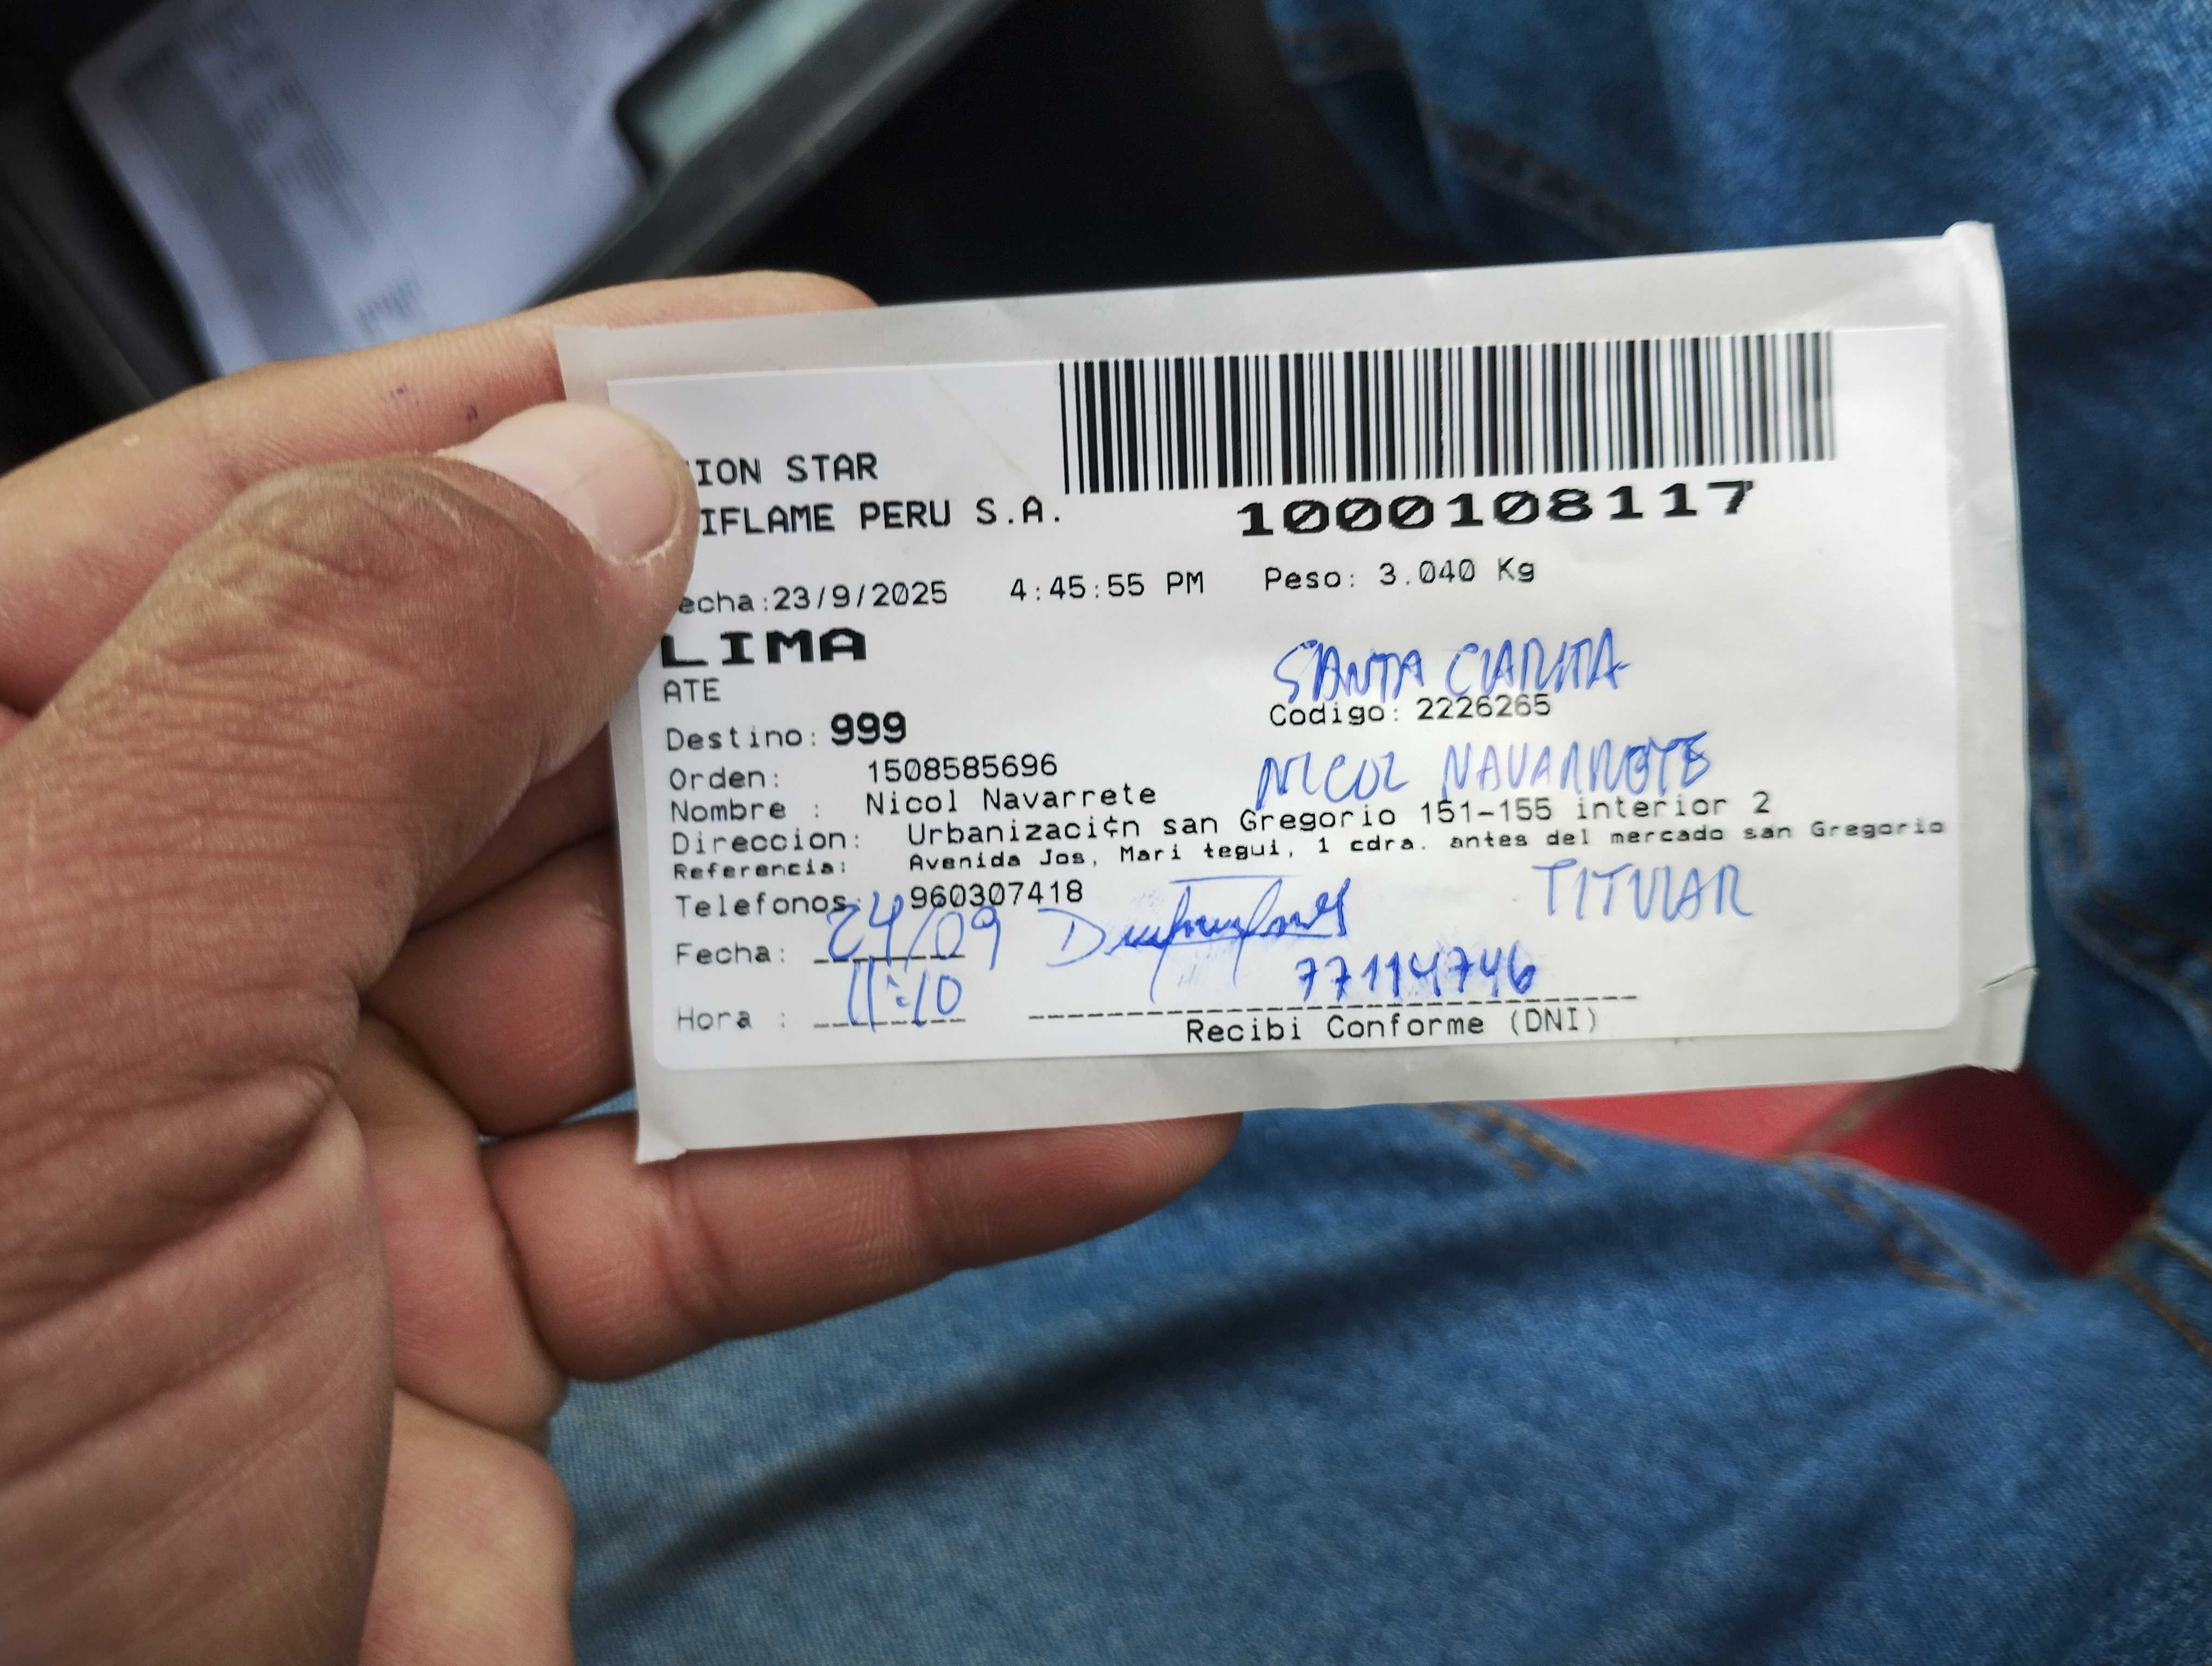 ION STAR
IFLAME PERU S.A.
1000108117
echa:23/9/2025 4:45:55 PM Peso: 3.040 Kg
LIMA
SANTA CLARITA
ATE
Codigo: 2226265
Destino: 999
Orden: 1508585696
NICOL NAVARRETE
Nombre : Nicol Navarrete
Direccion: Urbanizaci¢n san Gregorio 151-155 interior 2
Referencia: Avenida Jos, Mari tegui, 1 cdra. antes del mercado san Gregorio
Telefonos: 960307418
TITULAR
Fecha: 24/09
77114746
Hora : 11:10
Recibi Conforme (DNI)